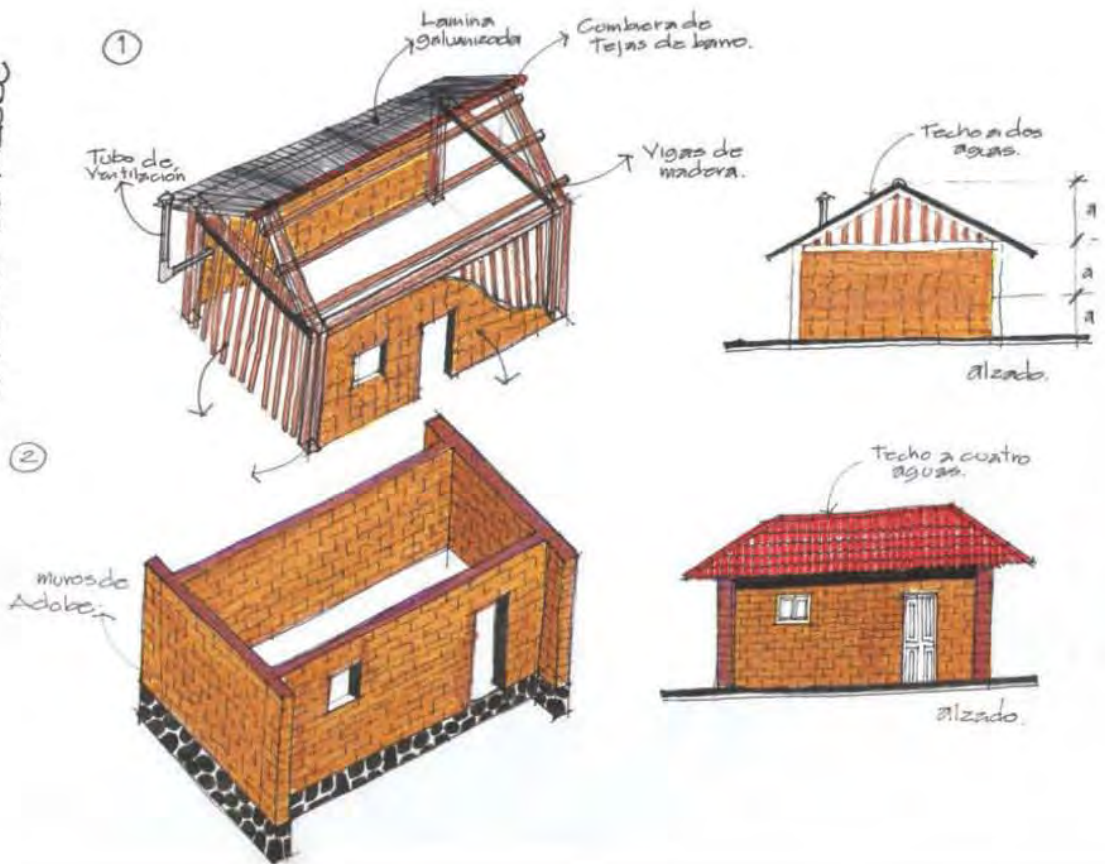 1
Lamina
galvanizada
Cumbrera de
Tejas de barro.
Tubo de
Ventilación
Vigas de
madera.
Techo a dos
aguas.
a
a
a
alzado.
2
muros de
Adobe.
Techo a cuatro
aguas.
alzado.